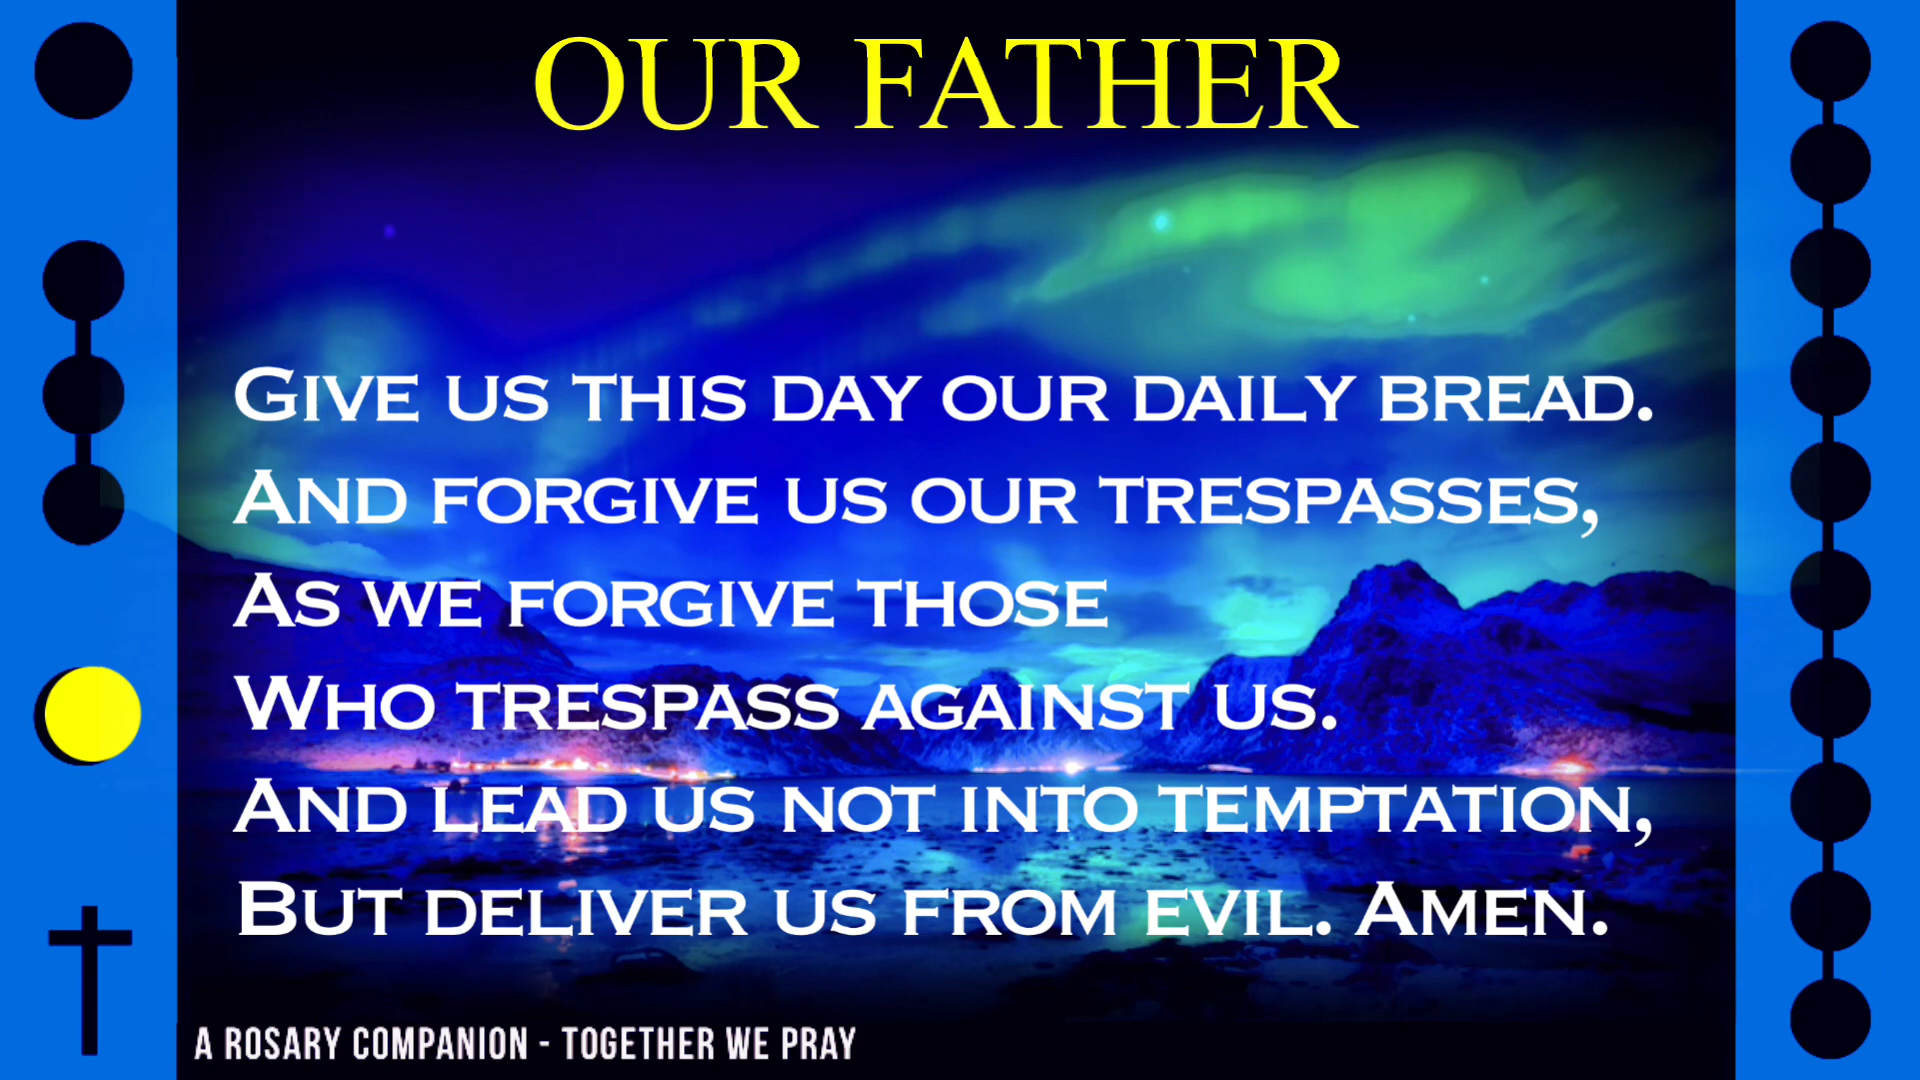 OUR FATHER
GIVE US THIS DAY OUR DAILY BREAD.
AND FORGIVE US OUR TRESPASSES,
AS WE FORGIVE THOSE
WHO TRESPASS AGAINST US.
AND LEAD US NOT INTO TEMPTATION,
BUT DELIVER US FROM EVIL. AMEN.
A ROSARY COMPANION - TOGETHER WE PRAY